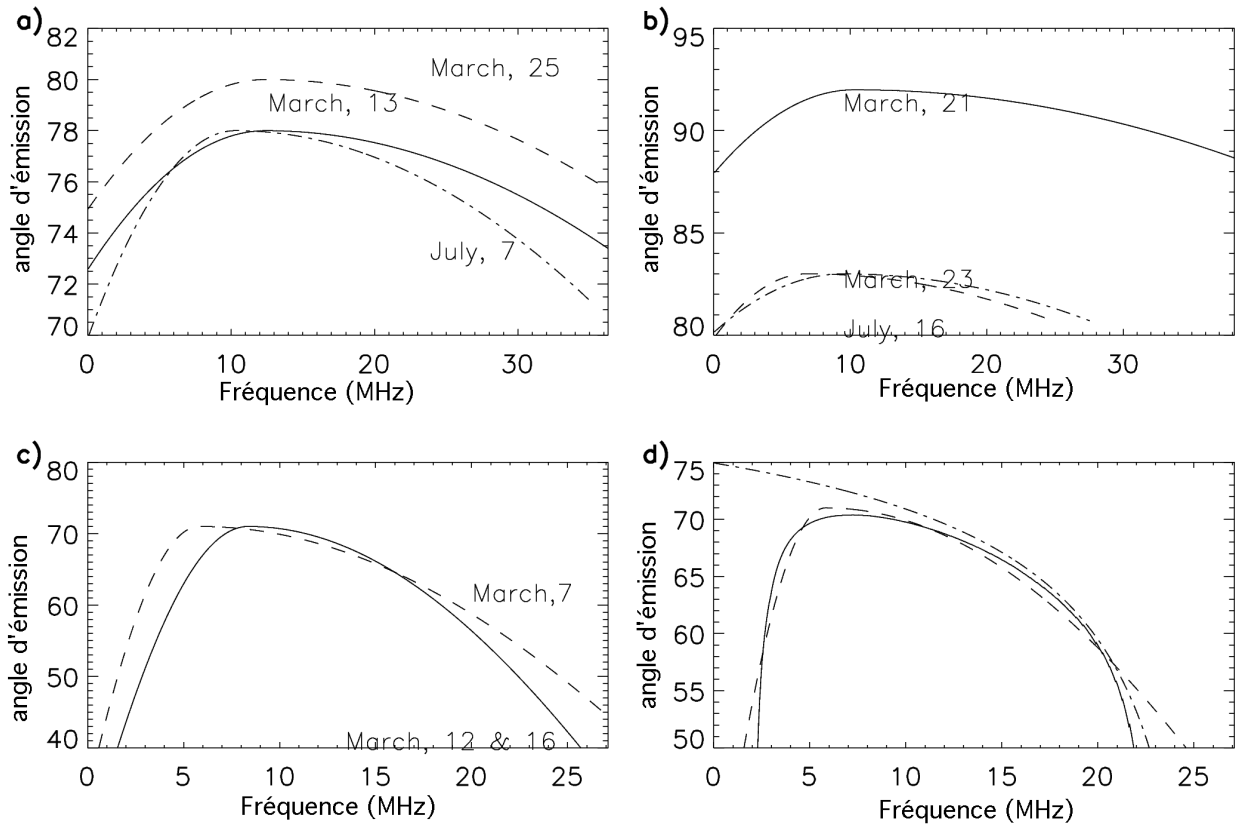 a)
82
80
78
76
74
72
70
angle d'émission
March, 25
March, 13
July, 7
0 10 20 30
Fréquence (MHz)
b)
95
90
85
80
angle d'émission
March, 21
March, 23
July, 16
0 10 20 30
Fréquence (MHz)
c)
80
70
60
50
40
angle d'émission
March,7
March, 12 & 16
0 5 10 15 20 25
Fréquence (MHz)
d)
75
70
65
60
55
50
angle d'émission
0 5 10 15 20 25
Fréquence (MHz)